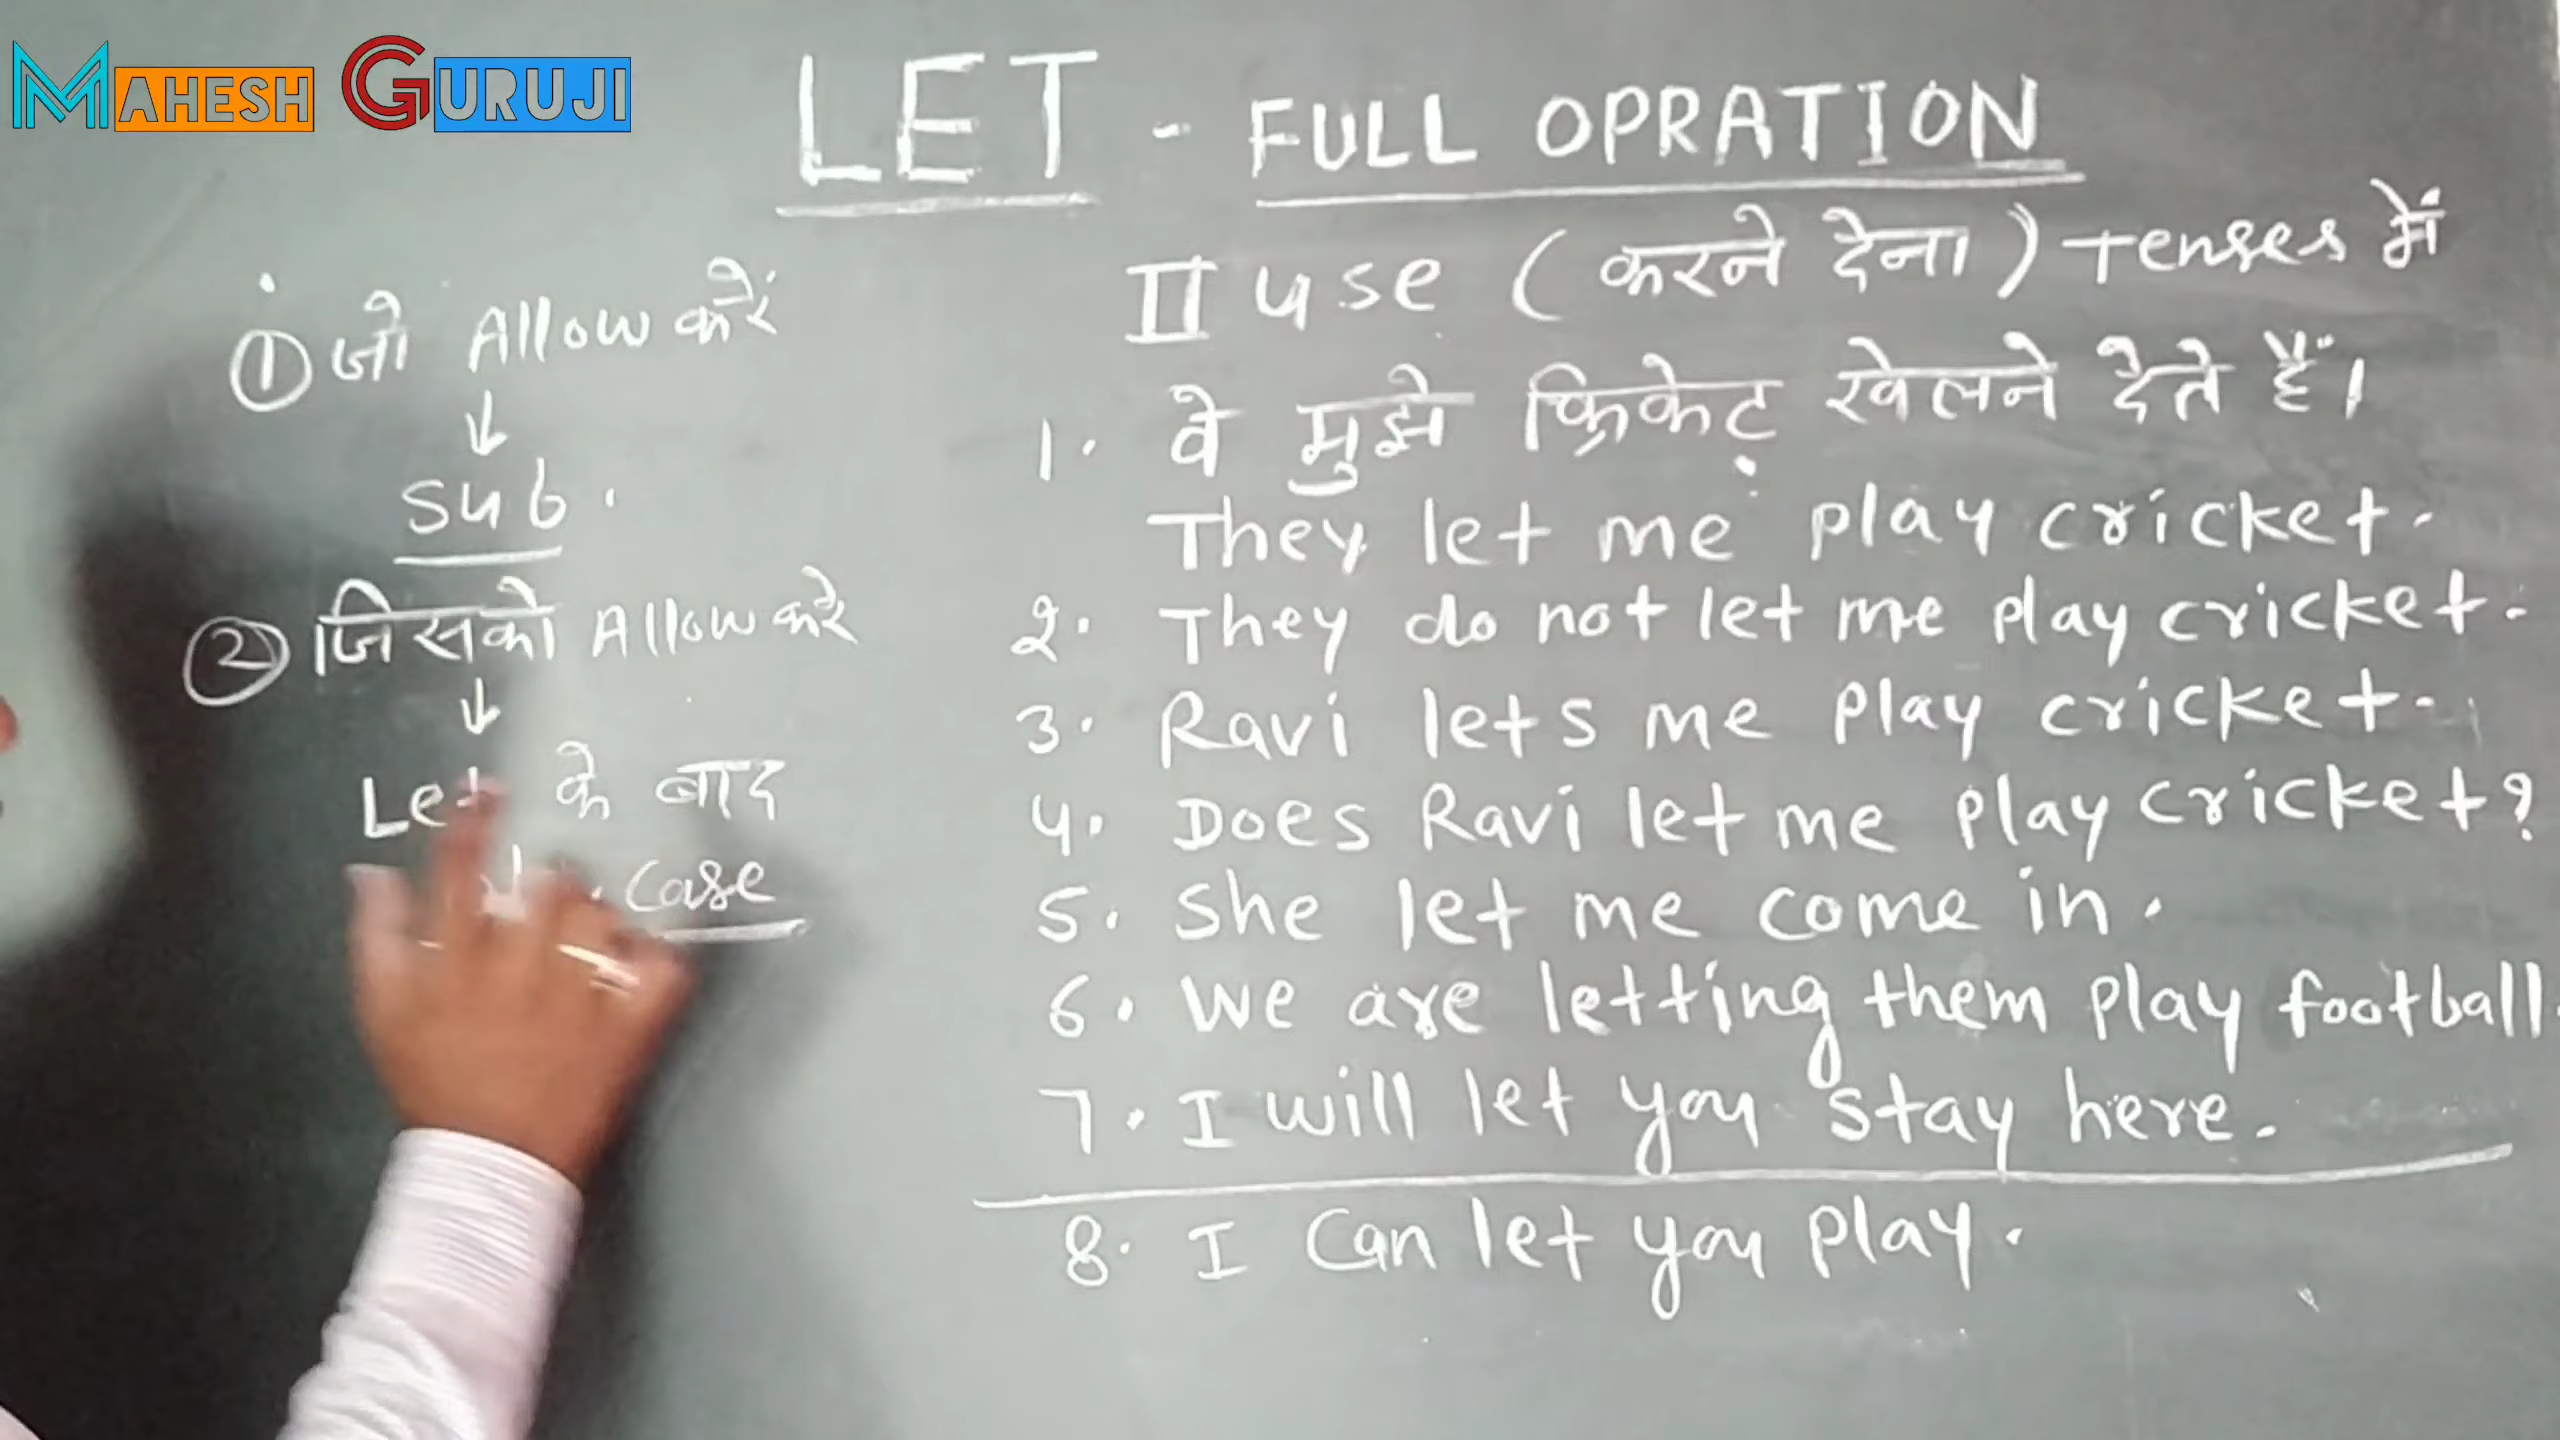 MAHESH GURUJI
LET - FULL OPRATION
① जो Allow करें
↓
Sub.
② जिसको Allow करें
↓
Let के बाद
Case
II use (करने देना) tenses में
1. वे मुझे क्रिकेट खेलने देते हैं।
They let me play cricket.
2. They do not let me play cricket.
3. Ravi lets me play cricket.
4. Does Ravi let me play cricket?
5. She let me come in.
6. We are letting them play football.
7. I will let you stay here.
8. I Can let you play.